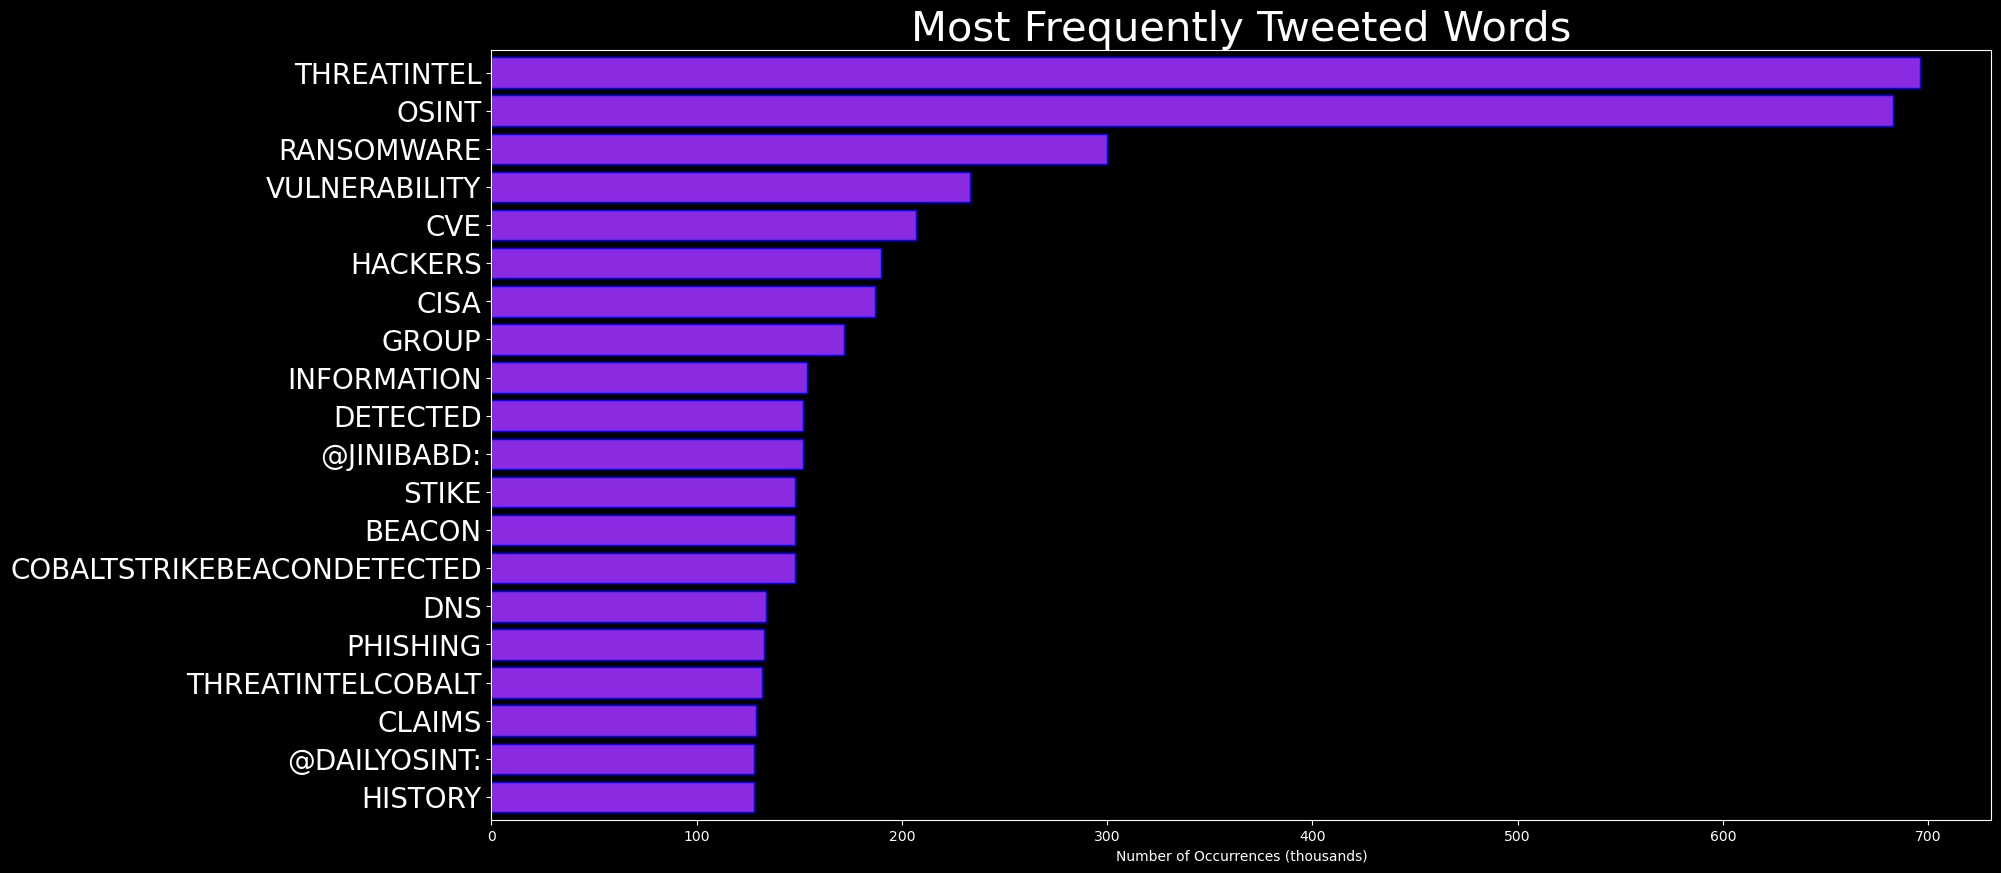 Most Frequently Tweeted Words
THREATINTEL
OSINT
RANSOMWARE
VULNERABILITY
CVE
HACKERS
CISA
GROUP
INFORMATION
DETECTED
@JINIBABD:
STIKE
BEACON
COBALTSTRIKEBEACONDETECTED
DNS
PHISHING
THREATINTELCOBALT
CLAIMS
@DAILYOSINT:
HISTORY
0 100 200 300 400 500 600 700
Number of Occurrences (thousands)